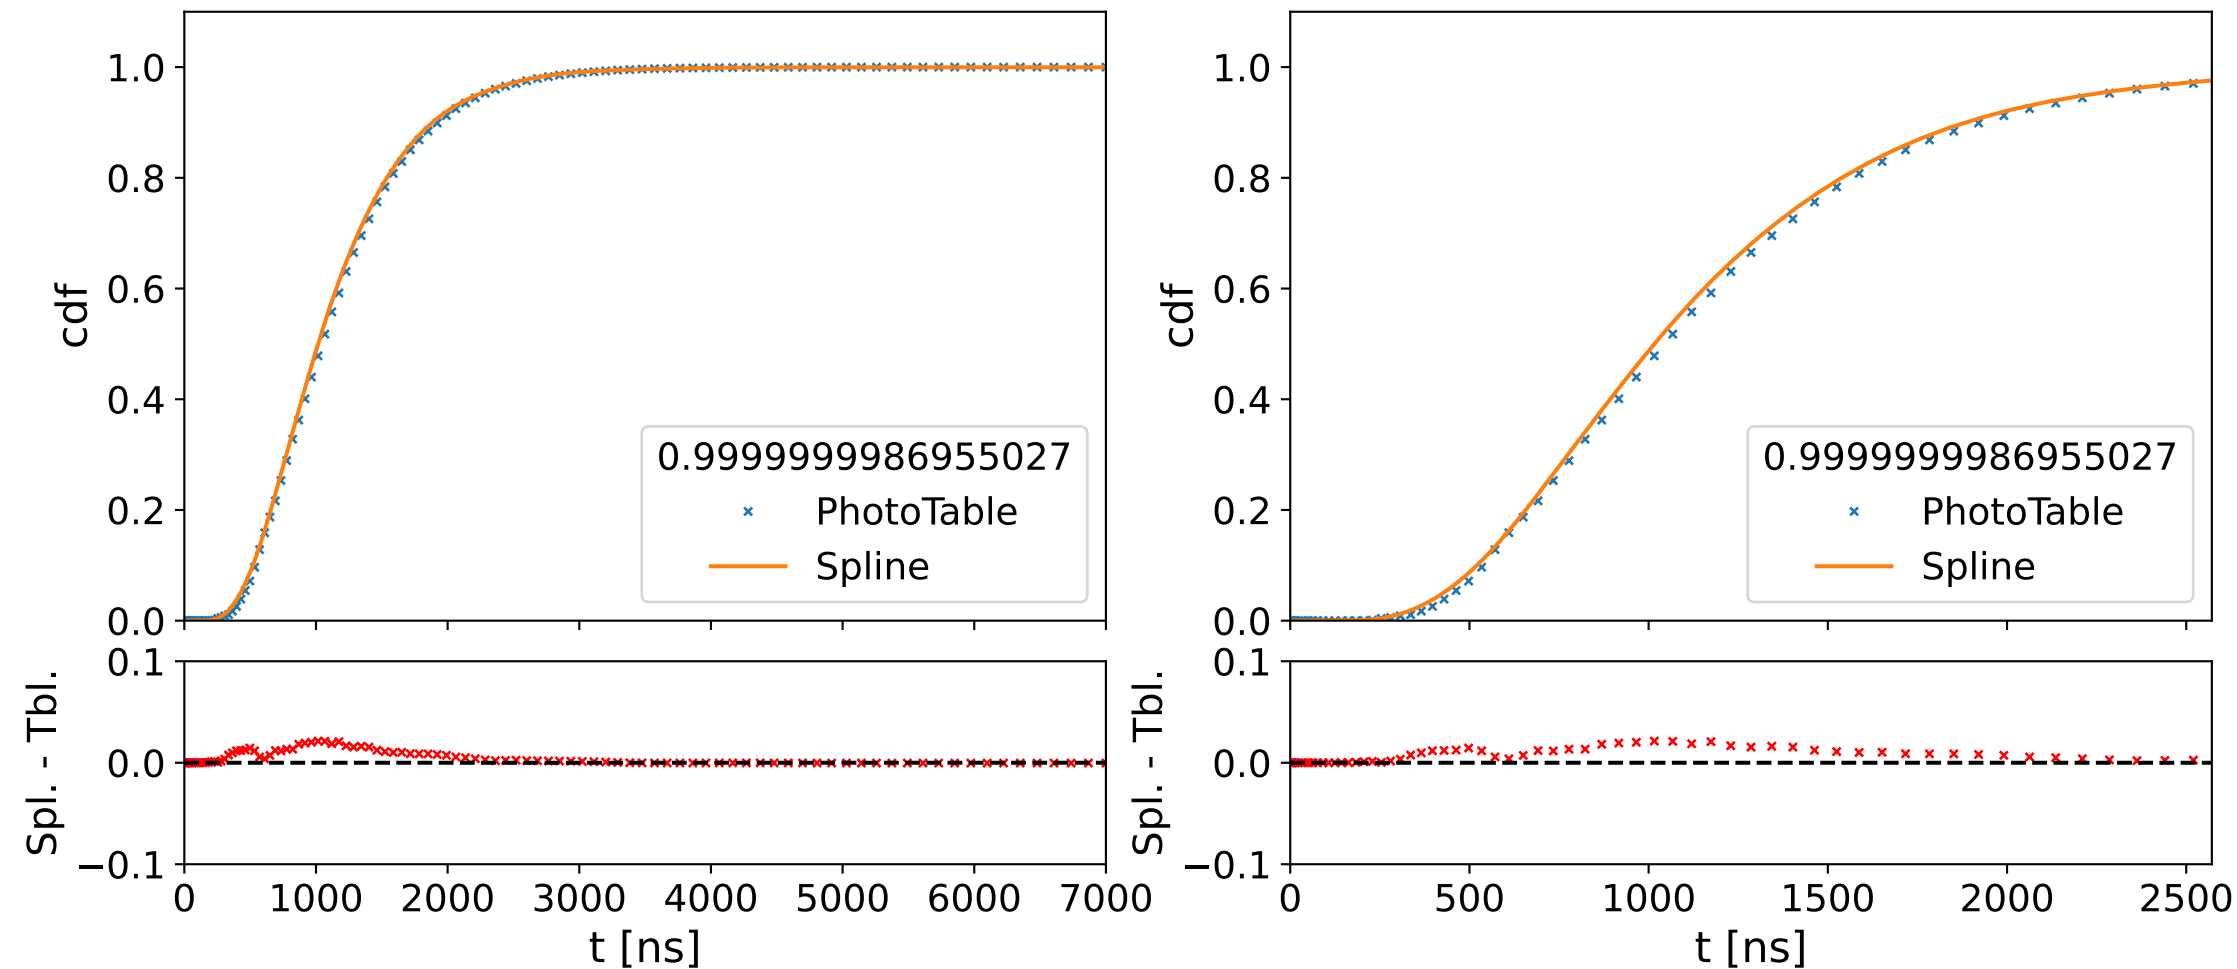 1.0
0.8
0.6
0.4
0.2
0.0
cdf
0.9999999986955027
PhotoTable
Spline
0.1
0.0
−0.1
Spl. - Tbl.
0 1000 2000 3000 4000 5000 6000 7000
t [ns]
1.0
0.8
0.6
0.4
0.2
0.0
cdf
0.9999999986955027
PhotoTable
Spline
0.1
0.0
−0.1
Spl. - Tbl.
0 500 1000 1500 2000 2500
t [ns]